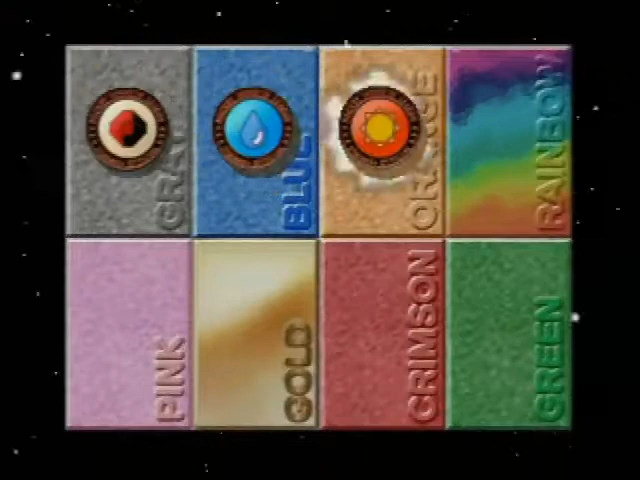 GRAY
BLUE
ORANGE
RAINBOW
PINK
GOLD
CRIMSON
GREEN